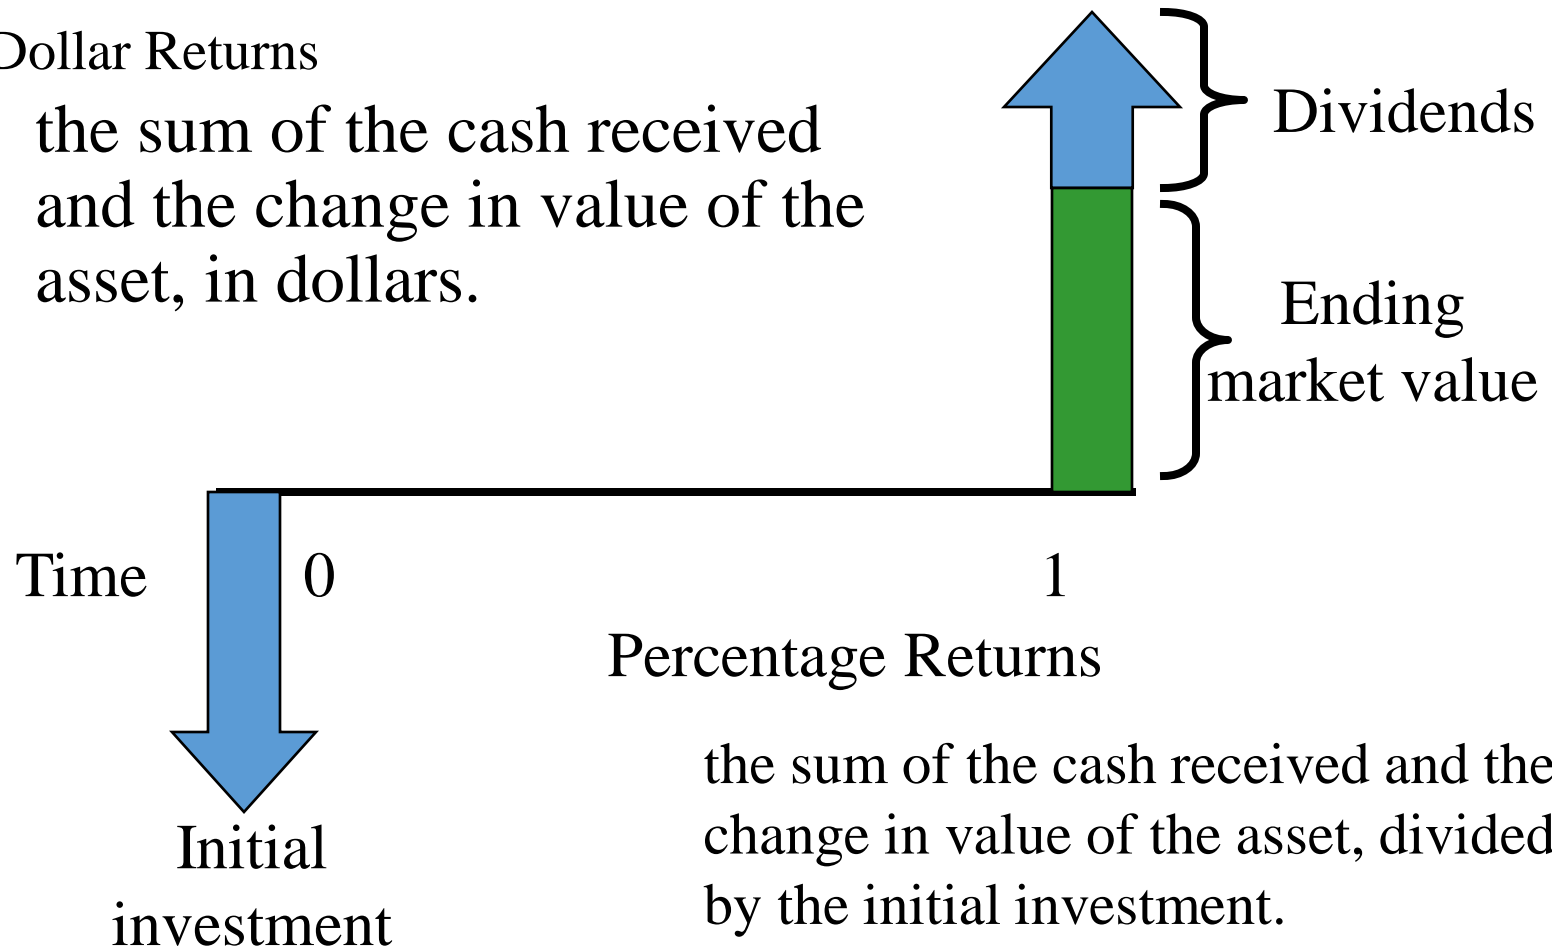 Dollar Returns
the sum of the cash received
and the change in value of the
asset, in dollars.
Dividends
Ending
market value
Time
0
1
Initial
investment
Percentage Returns
the sum of the cash received and the
change in value of the asset, divided
by the initial investment.